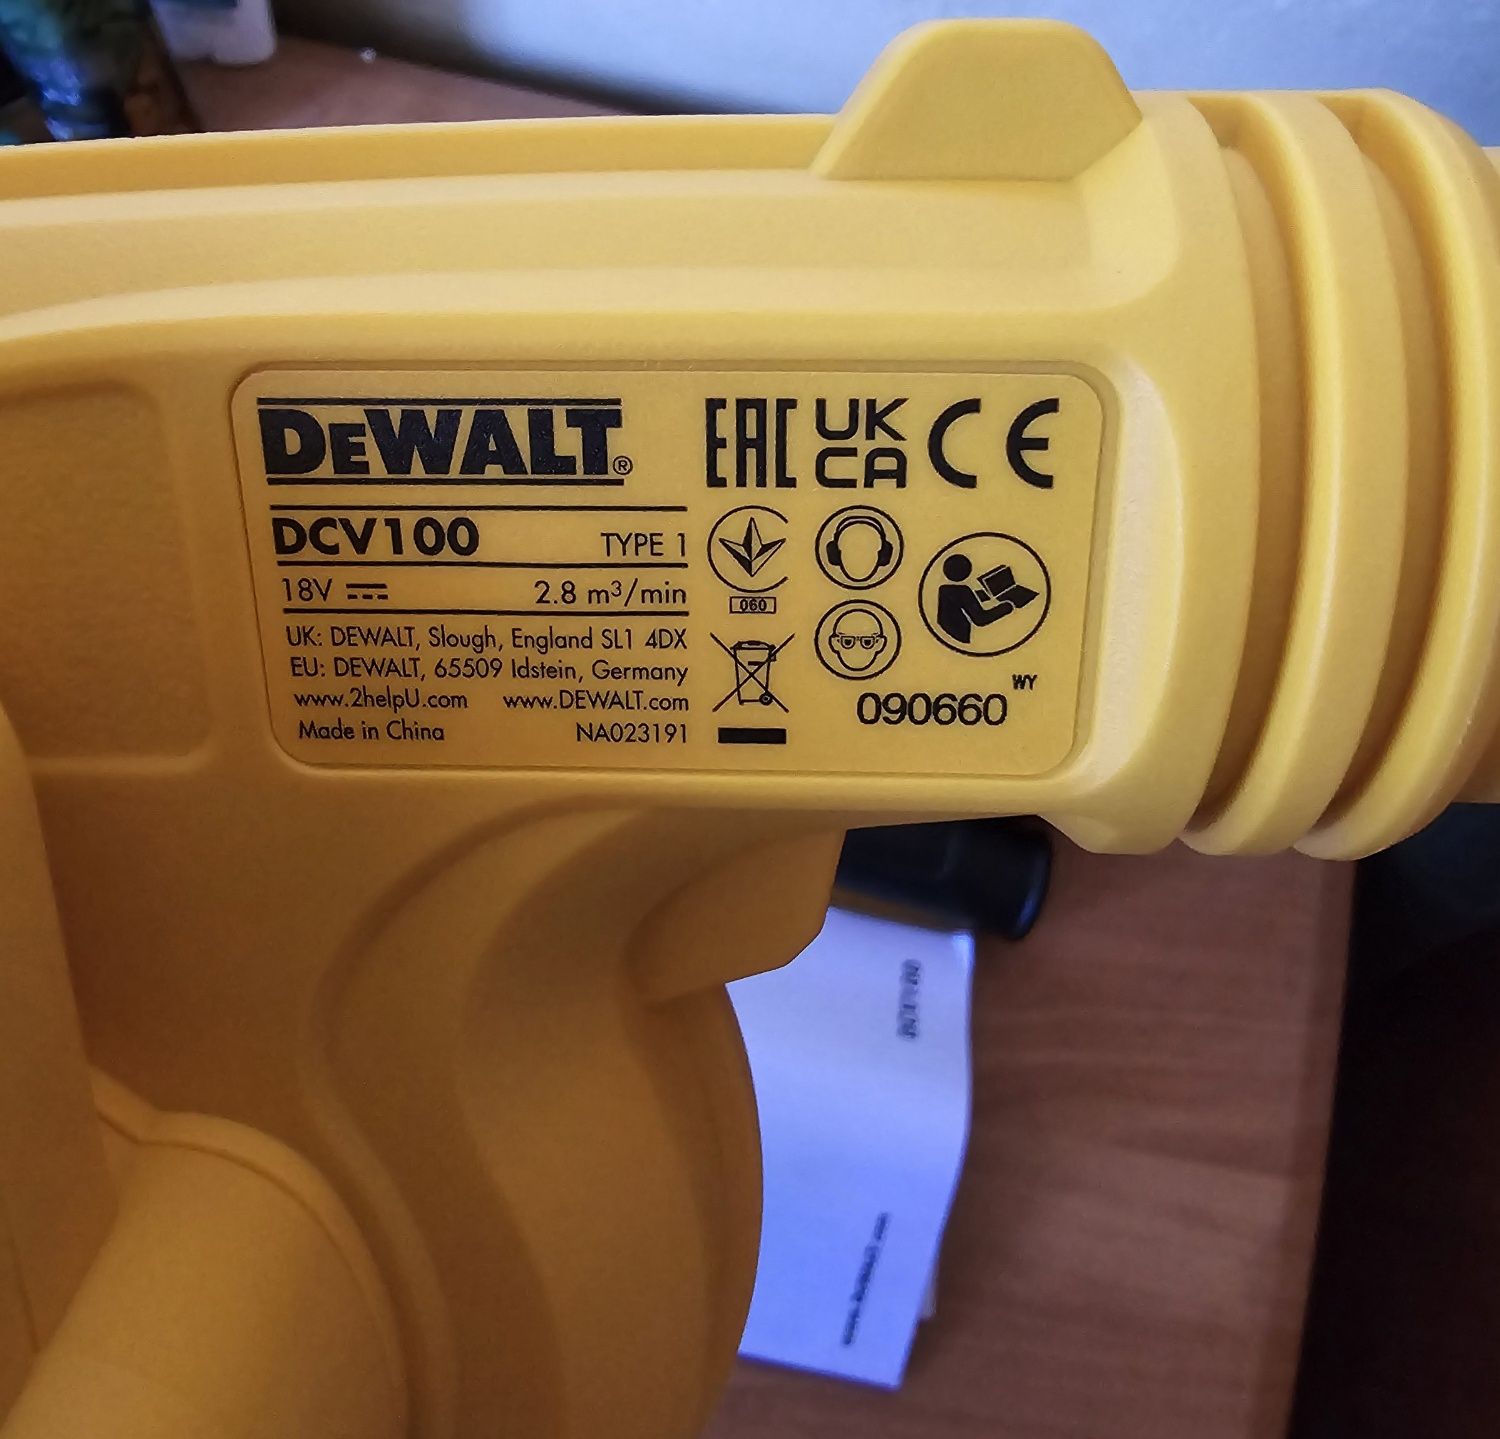 DEWALT®
DCV100 TYPE 1
18V 2.8 m³/min
UK: DEWALT, Slough, England SL1 4DX
EU: DEWALT, 65509 Idstein, Germany
www.2helpU.com www.DEWALT.com
Made in China NA023191
EAC UK CA CE
060
WY
090660